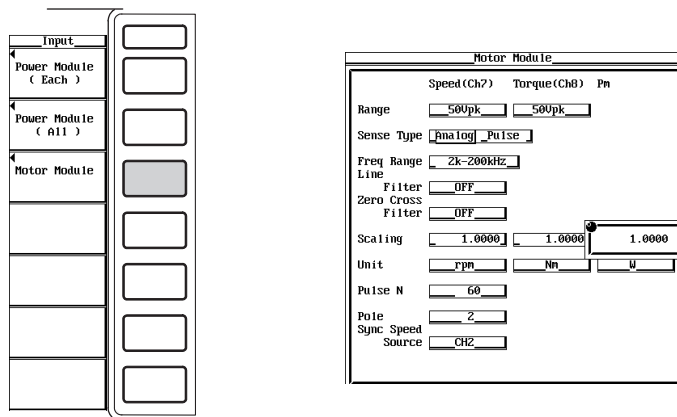 Input
Power Module
( Each )
Power Module
( All )
Motor Module
Motor Module
Speed(Ch7) Torque(Ch8) Pm
Range 50Vpk 50Vpk
Sense Type Analog Pulse
Freq Range 2k-200kHz
Line
Filter OFF
Zero Cross
Filter OFF
Scaling 1.0000 1.0000 1.0000
Unit rpm Nm W
Pulse N 60
Pole 2
Sync Speed
Source CH2